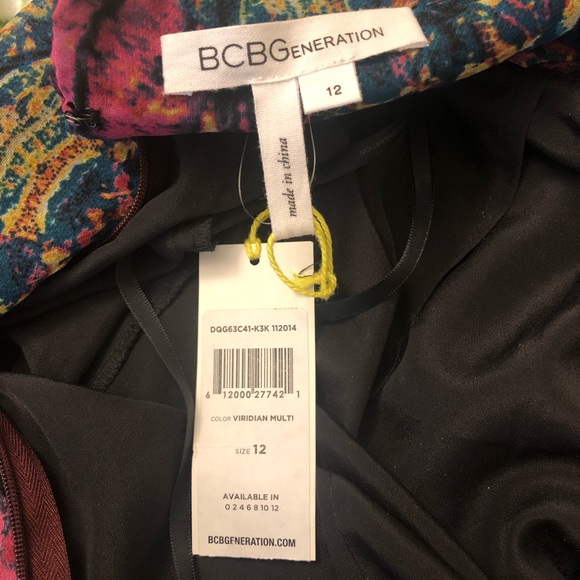 BCBGENERATION
12
made in china
DQG63C41-K3K 112014
6 12000 27742 1
COLOR VIRIDIAN MULTI
SIZE 12
AVAILABLE IN
0 2 4 6 8 10 12
BCBGENERATION.COM